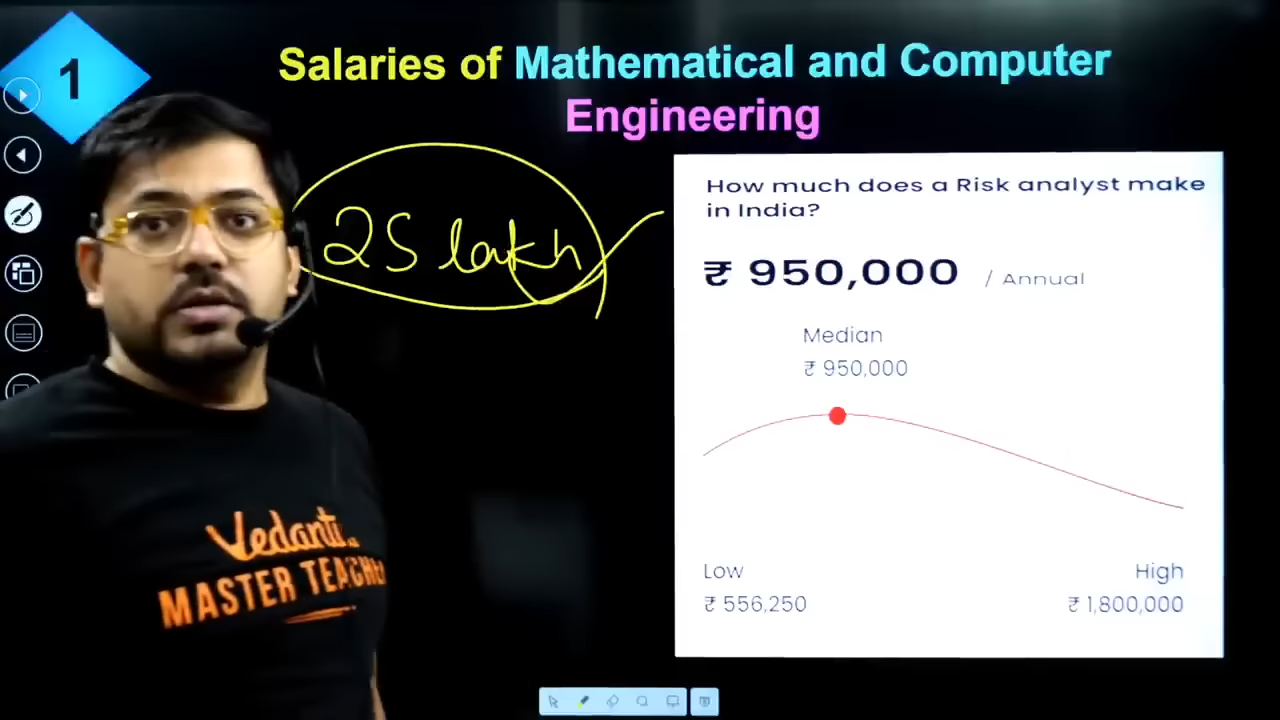 1
Salaries of Mathematical and Computer
Engineering
25 lakh
How much does a Risk analyst make
in India?
₹ 950,000 / Annual
Median
₹ 950,000
Low
₹ 556,250
High
₹ 1,800,000
Vedantu
MASTER TEACHER